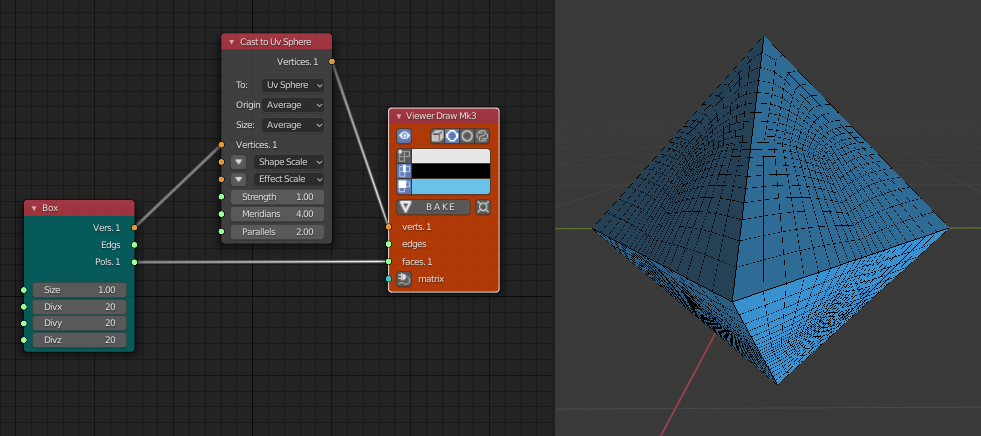 Cast to Uv Sphere
Vertices. 1
To: Uv Sphere
Origin Average
Size: Average
Vertices. 1
Shape Scale
Effect Scale
Strength 1.00
Meridians 4.00
Parallels 2.00
Viewer Draw Mk3
BAKE
verts. 1
edges
faces. 1
matrix
Box
Vers. 1
Edgs
Pols. 1
Size 1.00
Divx 20
Divy 20
Divz 20